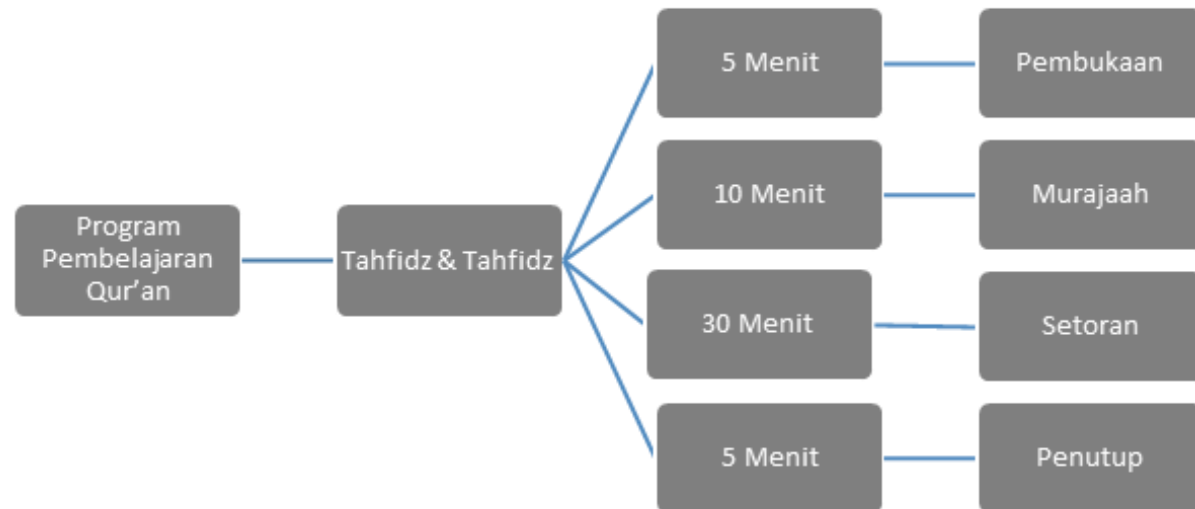 Program
Pembelajaran
Qur'an
Tahfidz & Tahfidz
5 Menit
Pembukaan
10 Menit
Murajaah
30 Menit
Setoran
5 Menit
Penutup